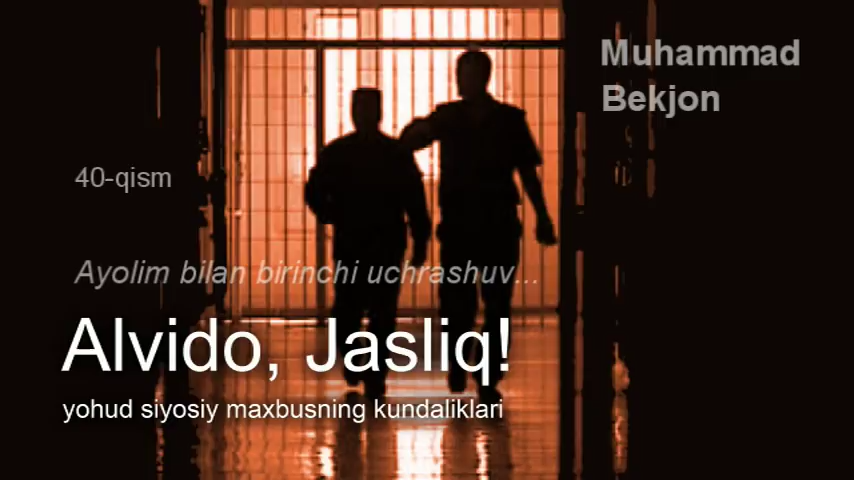 Muhammad
Bekjon
40-qism
Ayolim bilan birinchi uchrashuv...
Alvido, Jasliq!
yohud siyosiy maxbusning kundaliklari